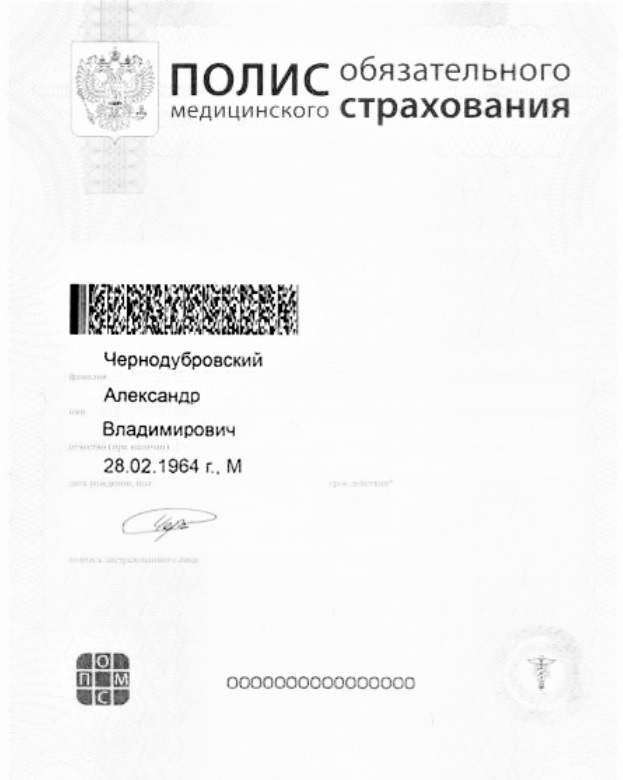 ПОЛИС обязательного
медицинского страхования
Чернодубровский
фамилия
Александр
имя
Владимирович
отчество (при наличии)
28.02.1964 г., М
дата рождения, пол срок действия*
подпись застрахованного лица
О
П М
С
0000000000000000